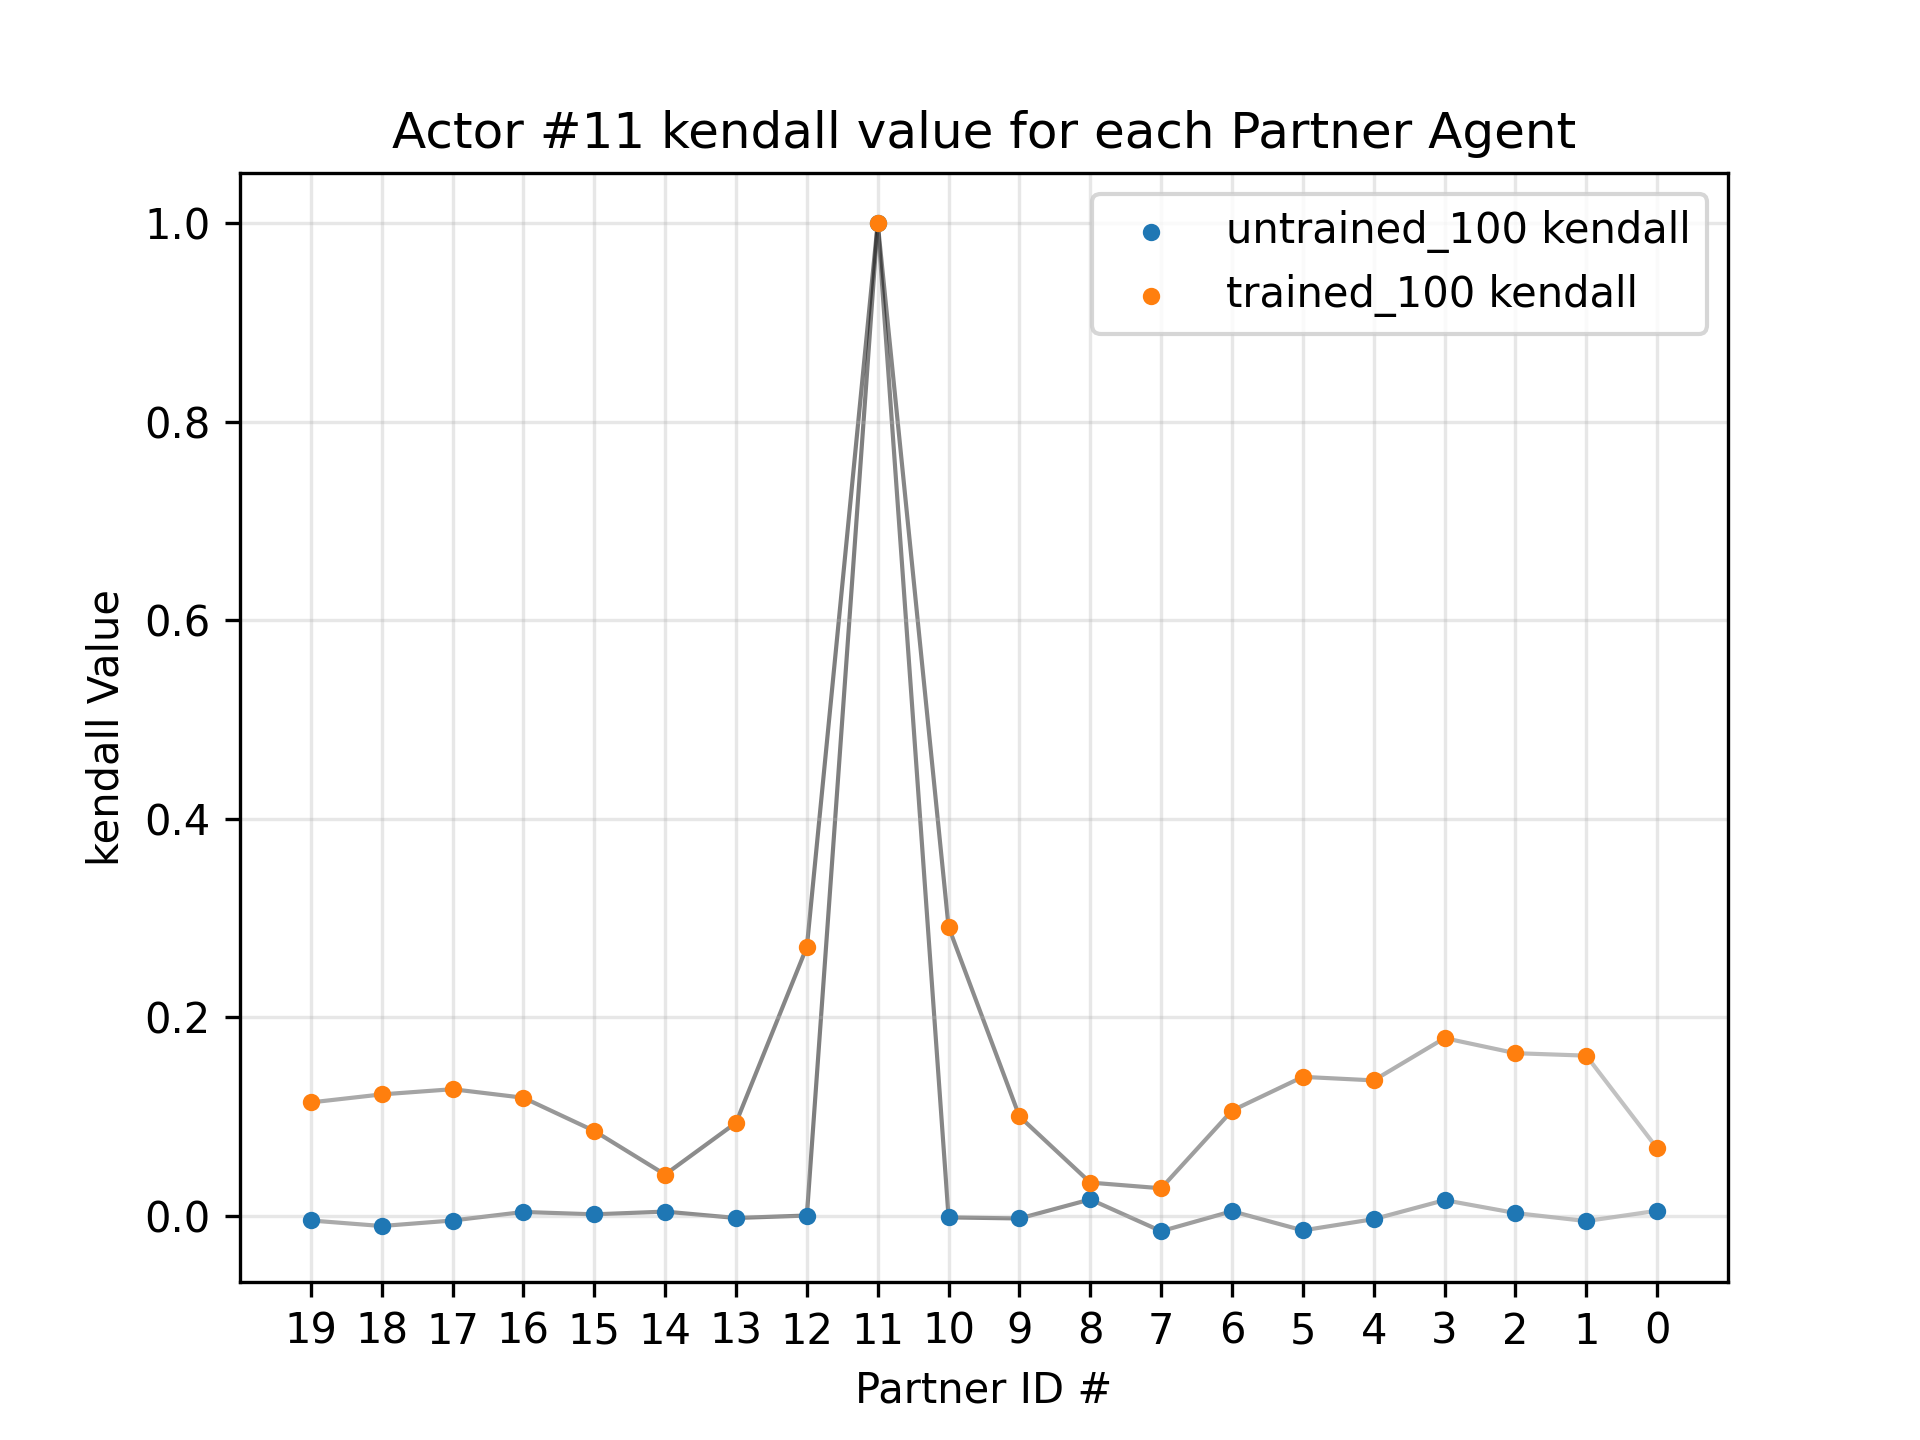 Actor #11 kendall value for each Partner Agent
untrained_100 kendall
trained_100 kendall
1.0
0.8
0.6
0.4
0.2
0.0
kendall Value
19 18 17 16 15 14 13 12 11 10 9 8 7 6 5 4 3 2 1 0
Partner ID #